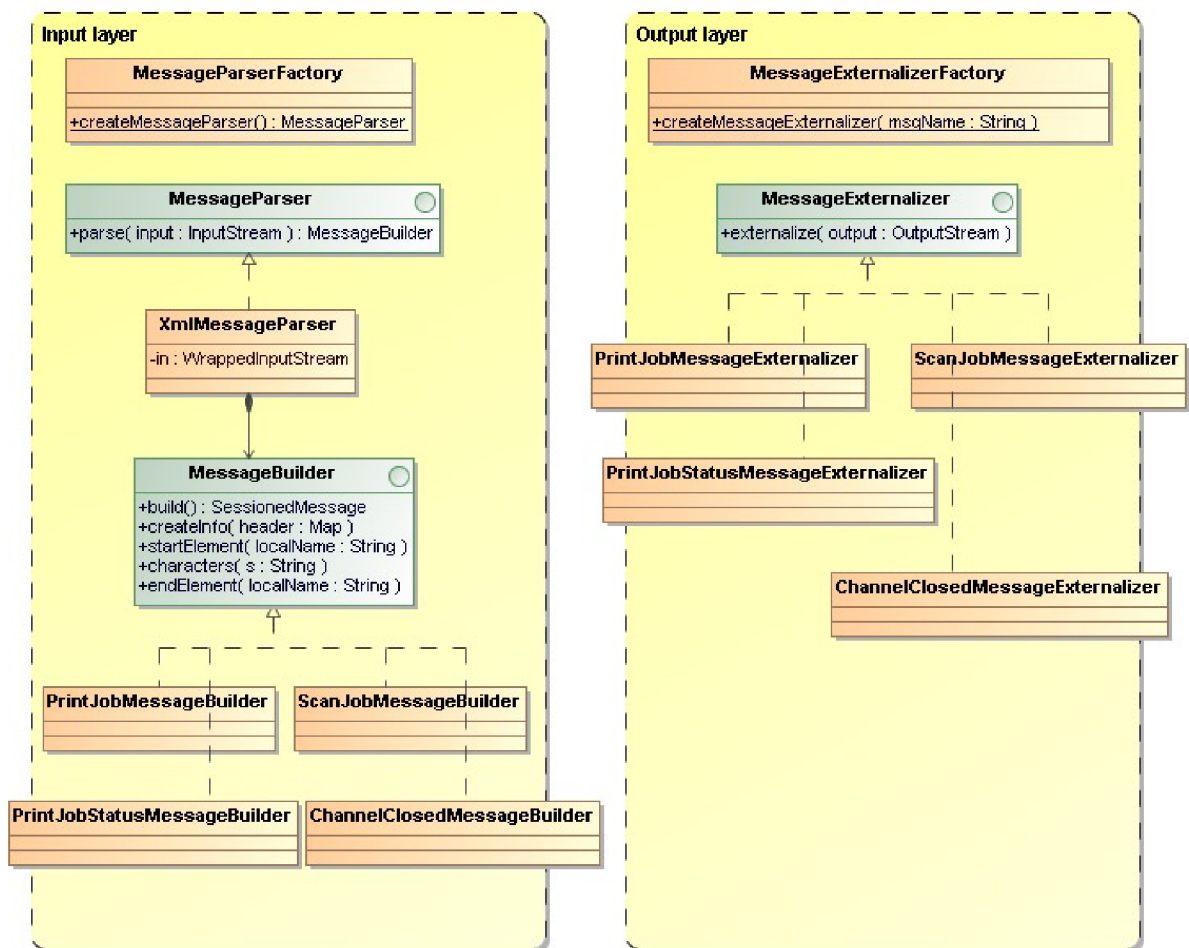 Input layer
MessageParserFactory
+createMessageParser() : MessageParser
MessageParser
+parse( input : InputStream ) : MessageBuilder
XmlMessageParser
-in : WrappedInputStream
MessageBuilder
+build() : SessionedMessage
+createInfo( header : Map )
+startElement( localName : String )
+characters( s : String )
+endElement( localName : String )
PrintJobMessageBuilder
ScanJobMessageBuilder
PrintJobStatusMessageBuilder
ChannelClosedMessageBuilder
Output layer
MessageExternalizerFactory
+createMessageExternalizer( msgName : String )
MessageExternalizer
+externalize( output : OutputStream )
PrintJobMessageExternalizer
ScanJobMessageExternalizer
PrintJobStatusMessageExternalizer
ChannelClosedMessageExternalizer